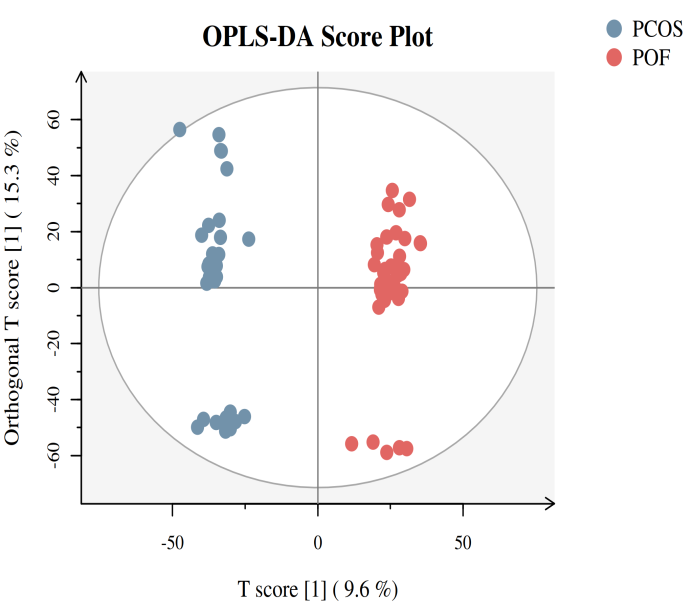 OPLS-DA Score Plot
PCOS
POF
Orthogonal T score [1] ( 15.3 %)
60
40
20
0
-20
-40
-60
-50
0
50
T score [1] ( 9.6 %)